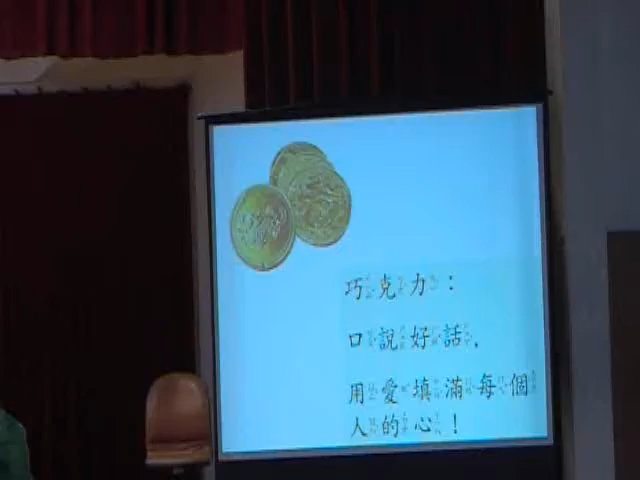 巧克力：
口說好話，
用愛填滿每個
人的心！